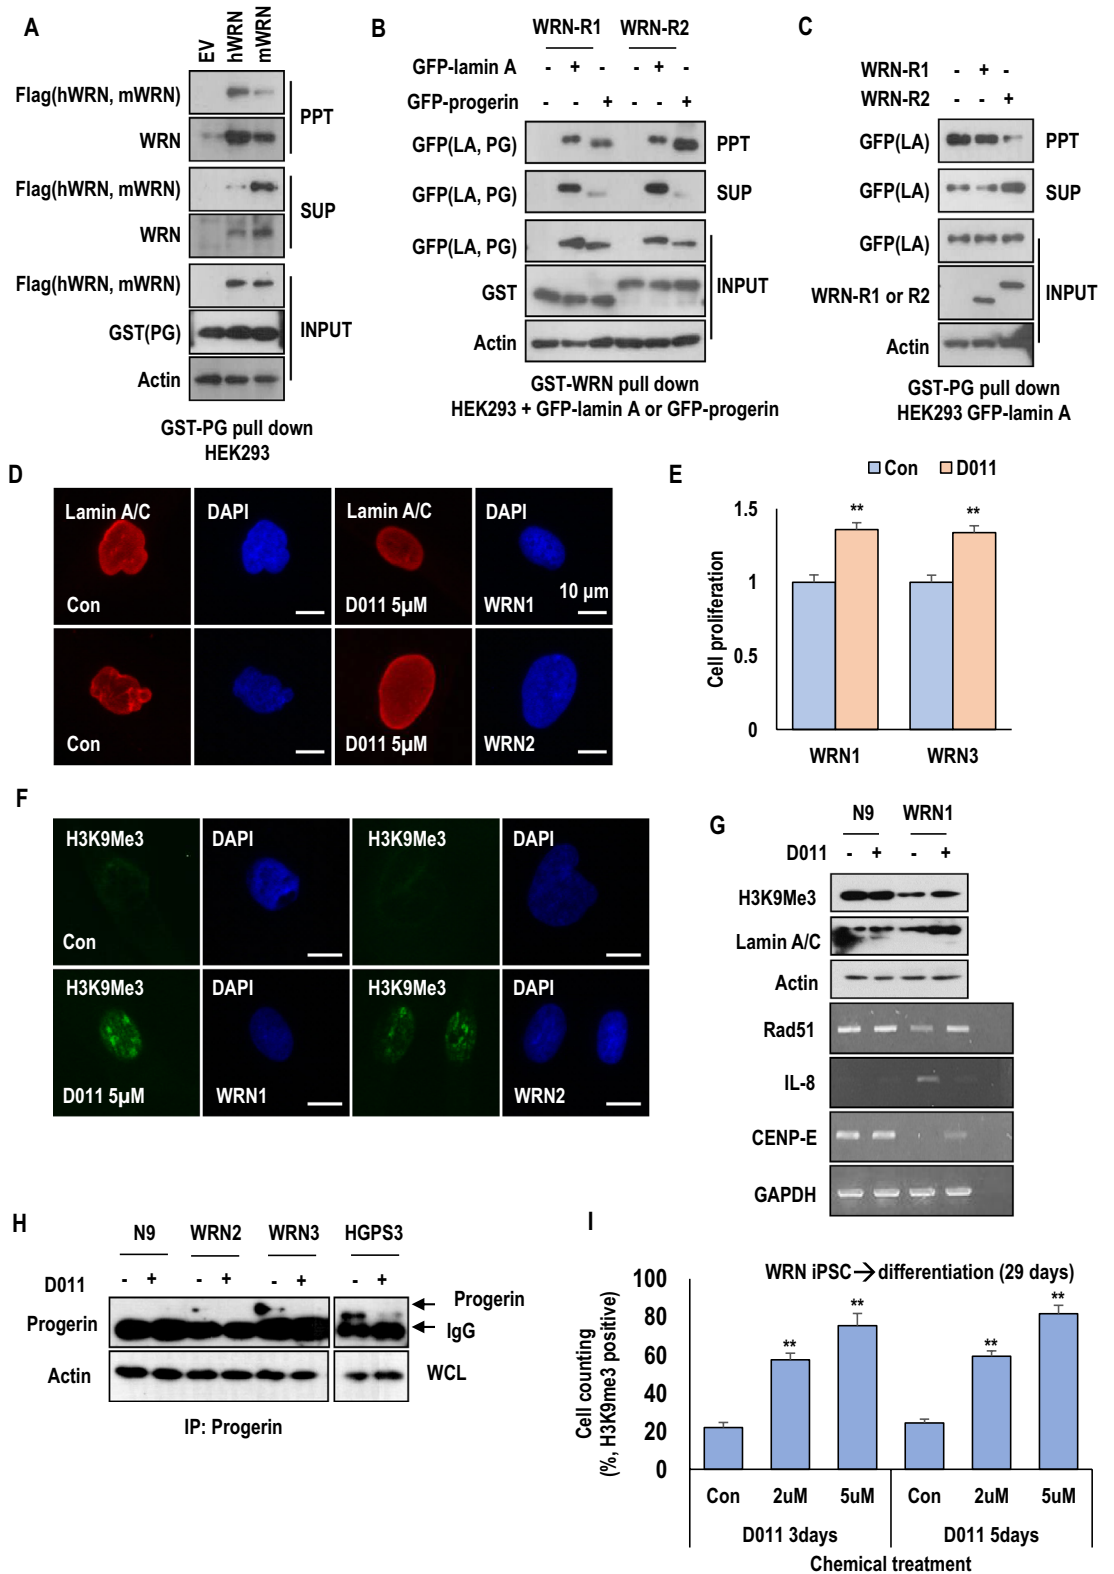 A
EV
hWRN
mWRN
Flag(hWRN, mWRN)
WRN
PPT
Flag(hWRN, mWRN)
WRN
SUP
Flag(hWRN, mWRN)
GST(PG)
Actin
INPUT
GST-PG pull down
HEK293
B
WRN-R1 WRN-R2
GFP-lamin A - + - - + -
GFP-progerin - - + - - +
GFP(LA, PG) PPT
GFP(LA, PG) SUP
GFP(LA, PG)
GST INPUT
Actin
GST-WRN pull down
HEK293 + GFP-lamin A or GFP-progerin
C
WRN-R1 - + -
WRN-R2 - - +
GFP(LA) PPT
GFP(LA) SUP
GFP(LA)
WRN-R1 or R2 INPUT
Actin
GST-PG pull down
HEK293 GFP-lamin A
D
Lamin A/C DAPI Lamin A/C DAPI
10 µm
Con D011 5µM WRN1
Con D011 5µM WRN2
E
Con D011
Cell proliferation
1.5
1
0.5
0
** **
WRN1 WRN3
F
H3K9Me3 DAPI H3K9Me3 DAPI
Con
H3K9Me3 DAPI H3K9Me3 DAPI
D011 5µM WRN1 WRN2
G
N9 WRN1
D011 - + - +
H3K9Me3
Lamin A/C
Actin
Rad51
IL-8
CENP-E
GAPDH
H
N9 WRN2 WRN3 HGPS3
D011 - + - + - + - +
Progerin
Progerin IgG
Actin WCL
IP: Progerin
I
WRN iPSC→differentiation (29 days)
Cell counting
(%, H3K9me3 positive)
100
80
60
40
20
0
** ** ** **
Con 2uM 5uM Con 2uM 5uM
D011 3days D011 5days
Chemical treatment